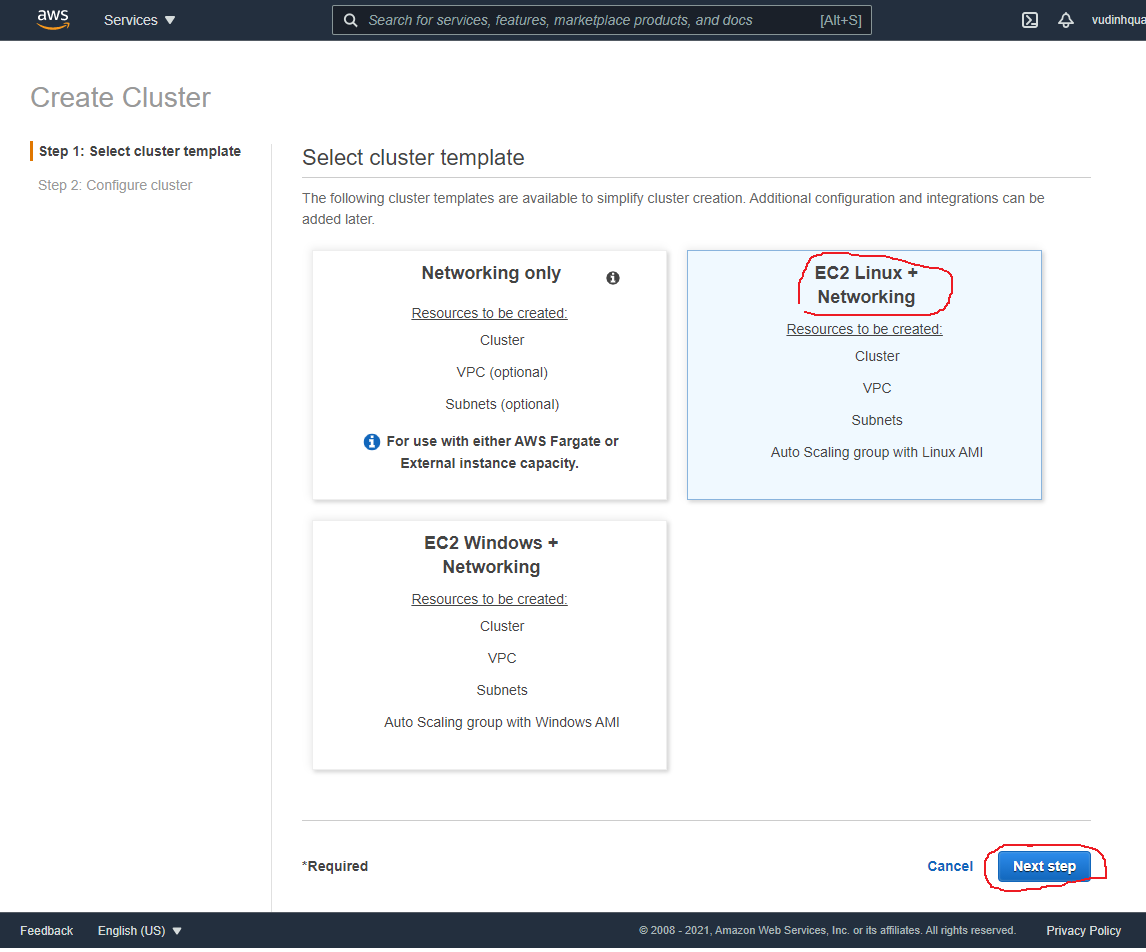 aws Services Search for services, features, marketplace products, and docs [Alt+S] vudinhqua
Create Cluster
Step 1: Select cluster template
Step 2: Configure cluster
Select cluster template
The following cluster templates are available to simplify cluster creation. Additional configuration and integrations can be
added later.
Networking only
Resources to be created:
Cluster
VPC (optional)
Subnets (optional)
For use with either AWS Fargate or
External instance capacity.
EC2 Linux +
Networking
Resources to be created:
Cluster
VPC
Subnets
Auto Scaling group with Linux AMI
EC2 Windows +
Networking
Resources to be created:
Cluster
VPC
Subnets
Auto Scaling group with Windows AMI
*Required Cancel Next step
Feedback English (US) © 2008 - 2021, Amazon Web Services, Inc. or its affiliates. All rights reserved. Privacy Policy